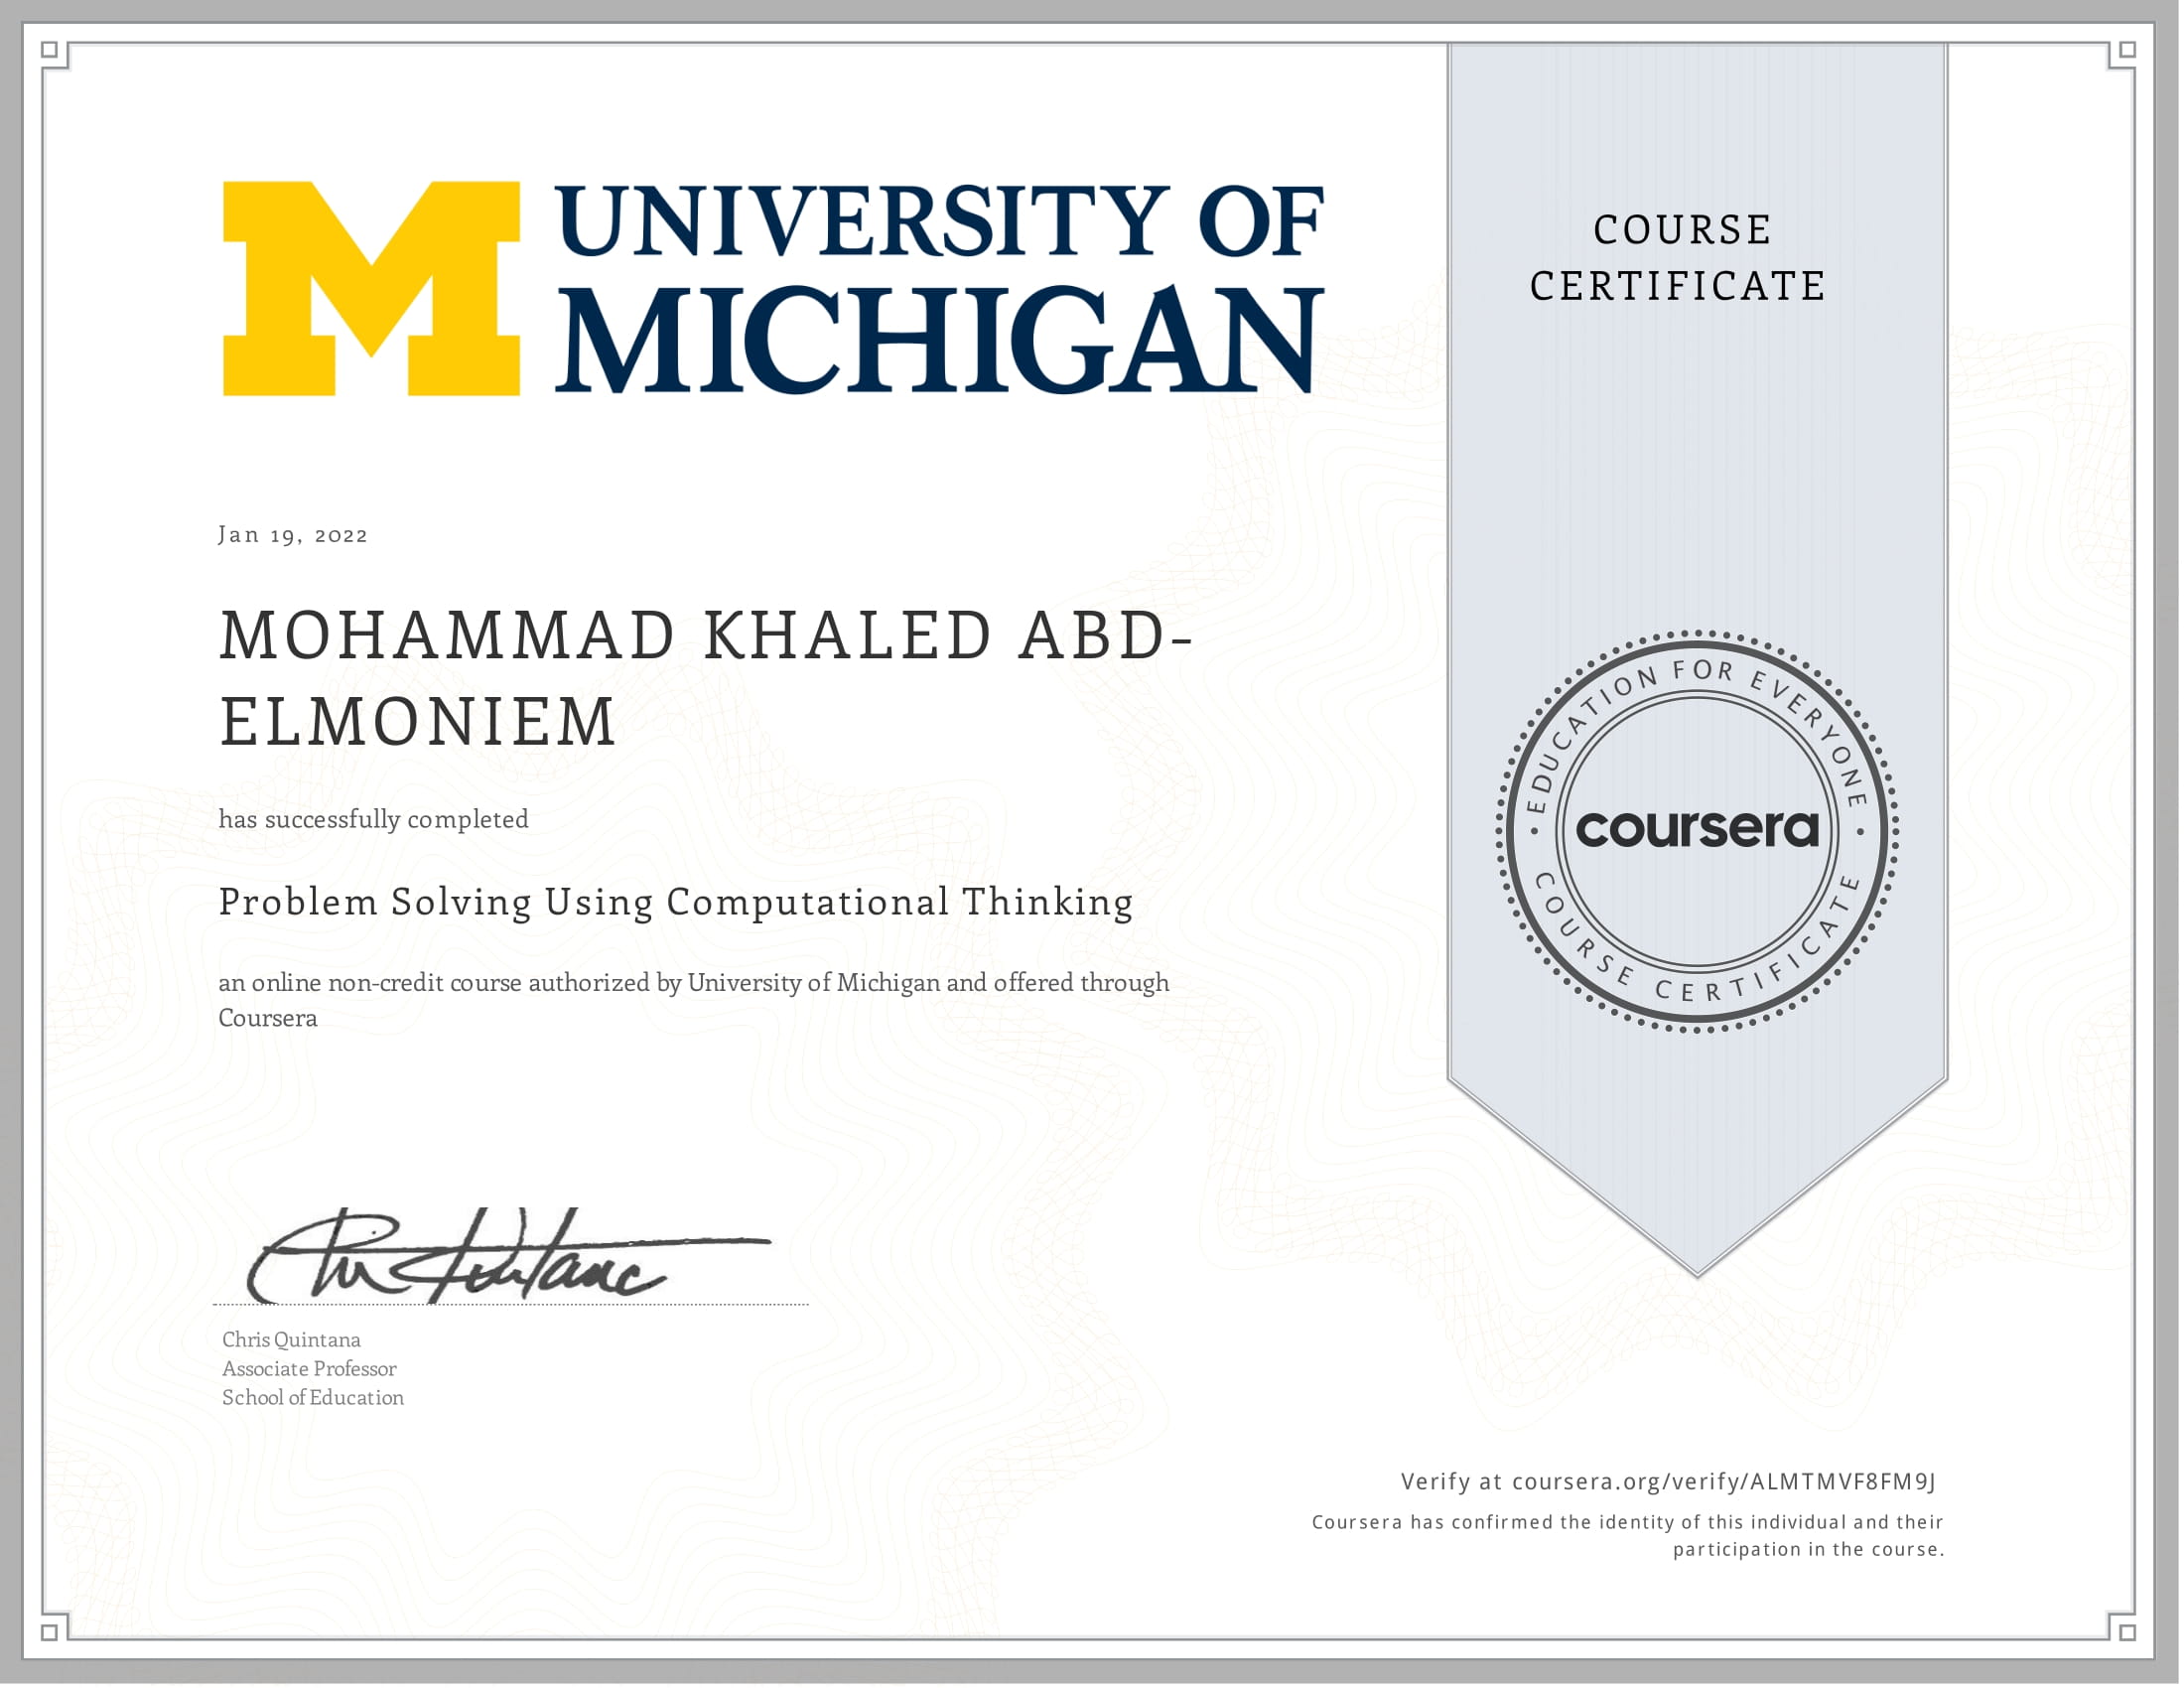 UNIVERSITY OF
MICHIGAN
COURSE
CERTIFICATE
Jan 19, 2022
MOHAMMAD KHALED ABD-
ELMONIEM
has successfully completed
Problem Solving Using Computational Thinking
an online non-credit course authorized by University of Michigan and offered through
Coursera
EDUCATION FOR EVERYONE
coursera
COURSE CERTIFICATE
Chris Quintana
Chris Quintana
Associate Professor
School of Education
Verify at coursera.org/verify/ALMTMVF8FM9J
Coursera has confirmed the identity of this individual and their
participation in the course.